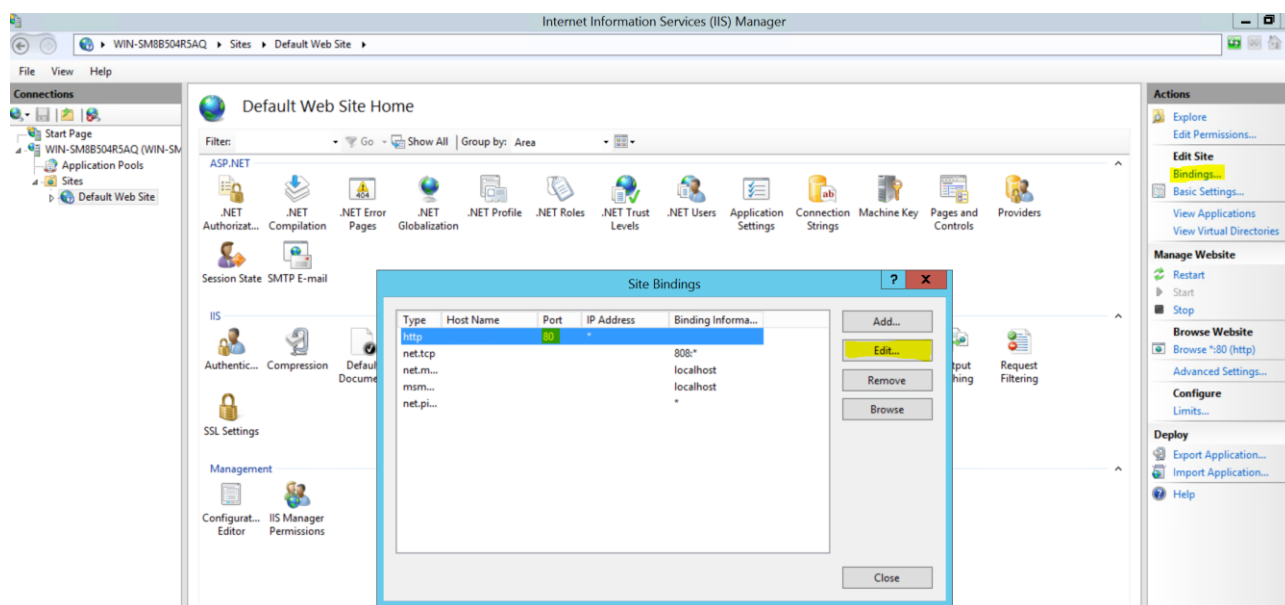 Internet Information Services (IIS) Manager
WIN-SM8B504R5AQ Sites Default Web Site
File View Help
Connections
Start Page
WIN-SM8B504R5AQ (WIN-SM
Application Pools
Sites
Default Web Site
Default Web Site Home
Filter: Go Show All Group by: Area
ASP.NET
.NET Authorizat...
.NET Compilation
.NET Error Pages
404
.NET Globalization
.NET Profile
.NET Roles
.NET Trust Levels
.NET Users
Application Settings
ab
Connection Strings
Machine Key
Pages and Controls
Providers
Session State
SMTP E-mail
IIS
Authentic...
Compression
Defaul
Docume
tput
hing
Request Filtering
SSL Settings
Management
Configurat... Editor
IIS Manager Permissions
Site Bindings
? X
Type Host Name Port IP Address Binding Informa...
http 80 *
net.tcp 808:*
net.m... localhost
msm... localhost
net.pi... *
Add...
Edit...
Remove
Browse
Close
Actions
Explore
Edit Permissions...
Edit Site
Bindings...
Basic Settings...
View Applications
View Virtual Directories
Manage Website
Restart
Start
Stop
Browse Website
Browse *:80 (http)
Advanced Settings...
Configure
Limits...
Deploy
Export Application...
Import Application...
Help